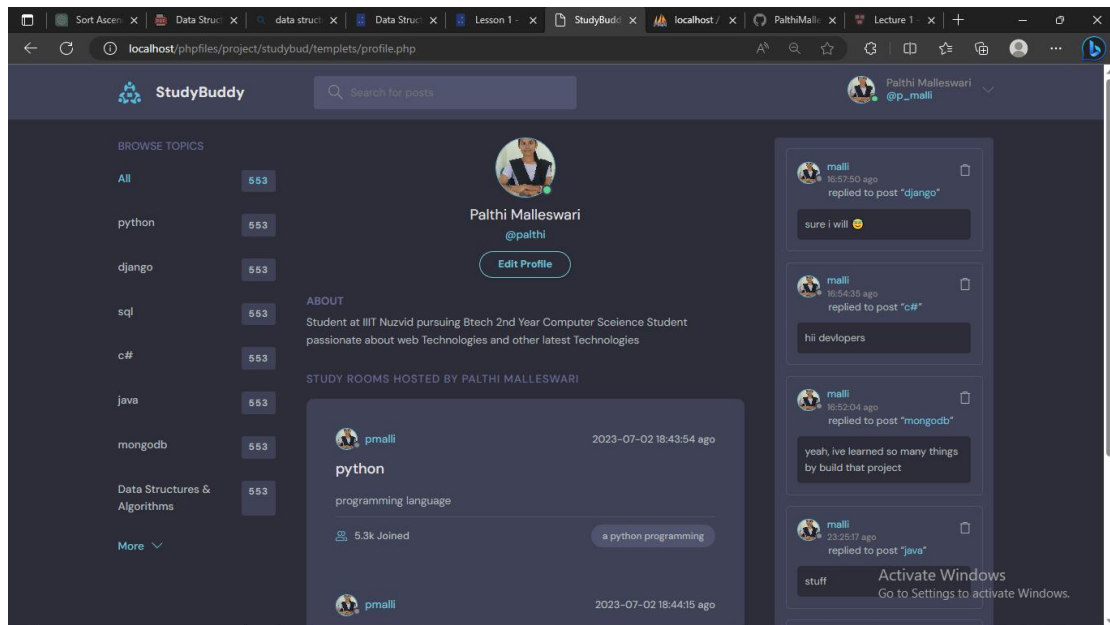 Sort Ascen
Data Struct
data struct
Data Struct
Lesson 1 -
StudyBudd
localhost /
PalthiMalle
Lecture 1 -
localhost/phpfiles/project/studybud/templets/profile.php
StudyBuddy
Search for posts
Palthi Malleswari
@p_malli
BROWSE TOPICS
All 553
python 553
django 553
sql 553
c# 553
java 553
mongodb 553
Data Structures & 553
Algorithms
More
Palthi Malleswari
@palthi
Edit Profile
ABOUT
Student at IIIT Nuzvid pursuing Btech 2nd Year Computer Sceience Student
passionate about web Technologies and other latest Technologies
STUDY ROOMS HOSTED BY PALTHI MALLESWARI
pmalli 2023-07-02 18:43:54 ago
python
programming language
5.3k Joined a python programming
pmalli 2023-07-02 18:44:15 ago
malli
16:57:50 ago
replied to post “django”
sure i will 😅
malli
16:54:35 ago
replied to post “c#”
hii devlopers
malli
16:52:04 ago
replied to post “mongodb”
yeah, ive learned so many things
by build that project
malli
23:25:17 ago
replied to post “java”
stuff
Activate Windows
Go to Settings to activate Windows.